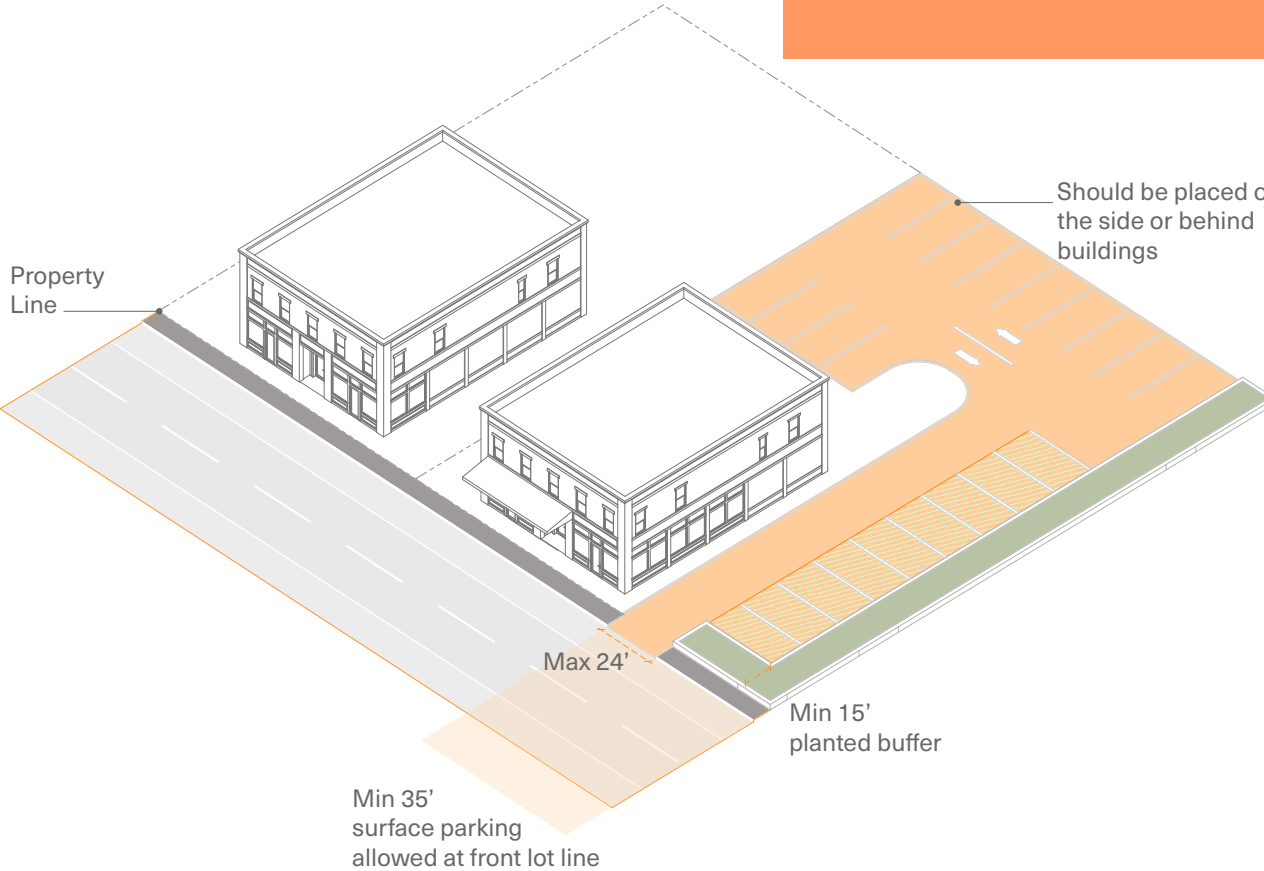 Should be placed o
the side or behind
buildings
Property
Line
Max 24’
Min 15’
planted buffer
Min 35’
surface parking
allowed at front lot line